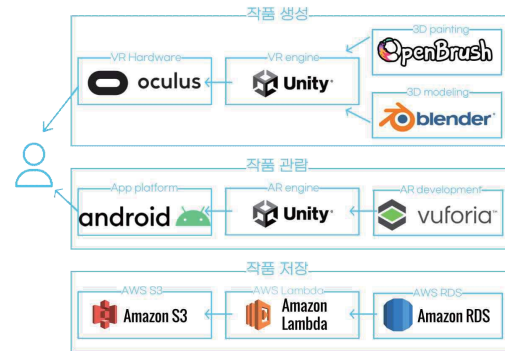 작품 생성
3D painting
VR Hardware
VR engine
OpenBrush
oculus
Unity
3D modeling
blender
작품 관람
App platform
AR engine
AR development
android
Unity
vuforia™
작품 저장
AWS S3
AWS Lambda
AWS RDS
Amazon S3
Amazon
Lambda
Amazon RDS